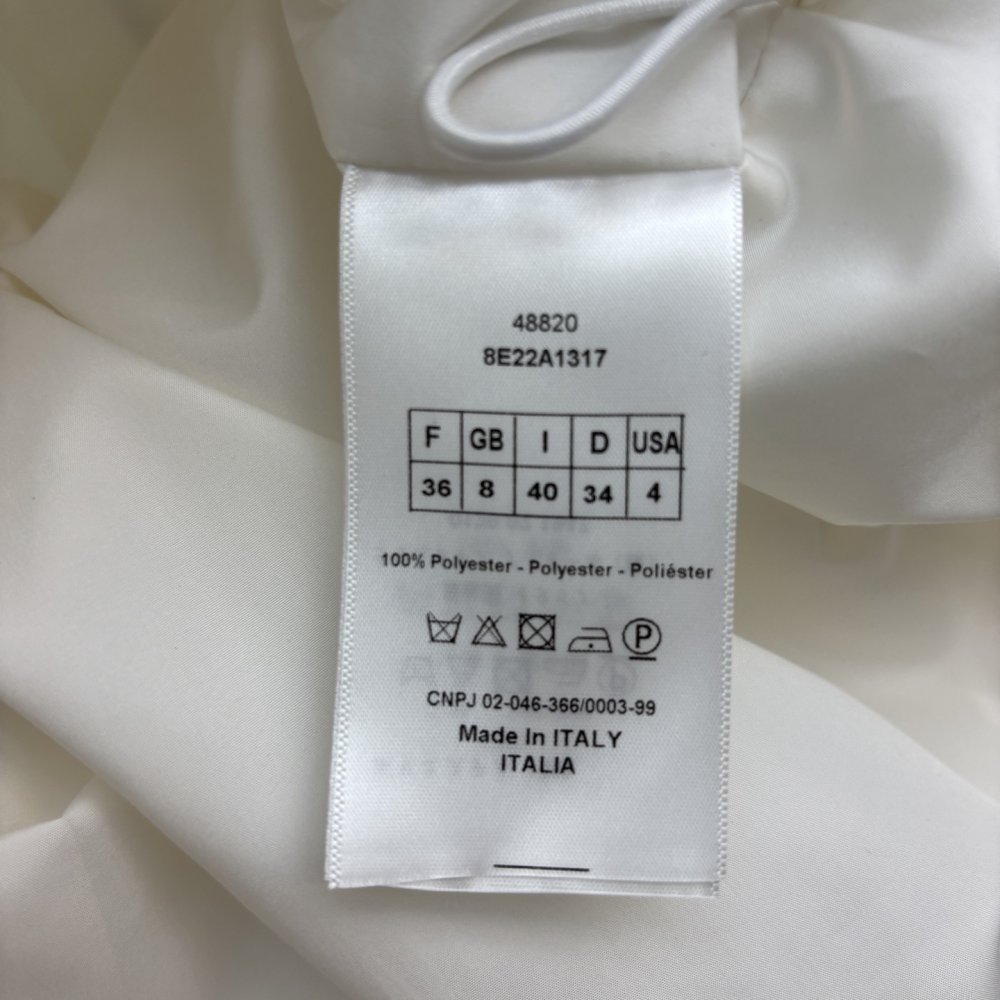 48820
8E22A1317
F GB I D USA
36 8 40 34 4
100% Polyester - Polyester - Poliéster
P
CNPJ 02-046-366/0003-99
Made In ITALY
ITALIA